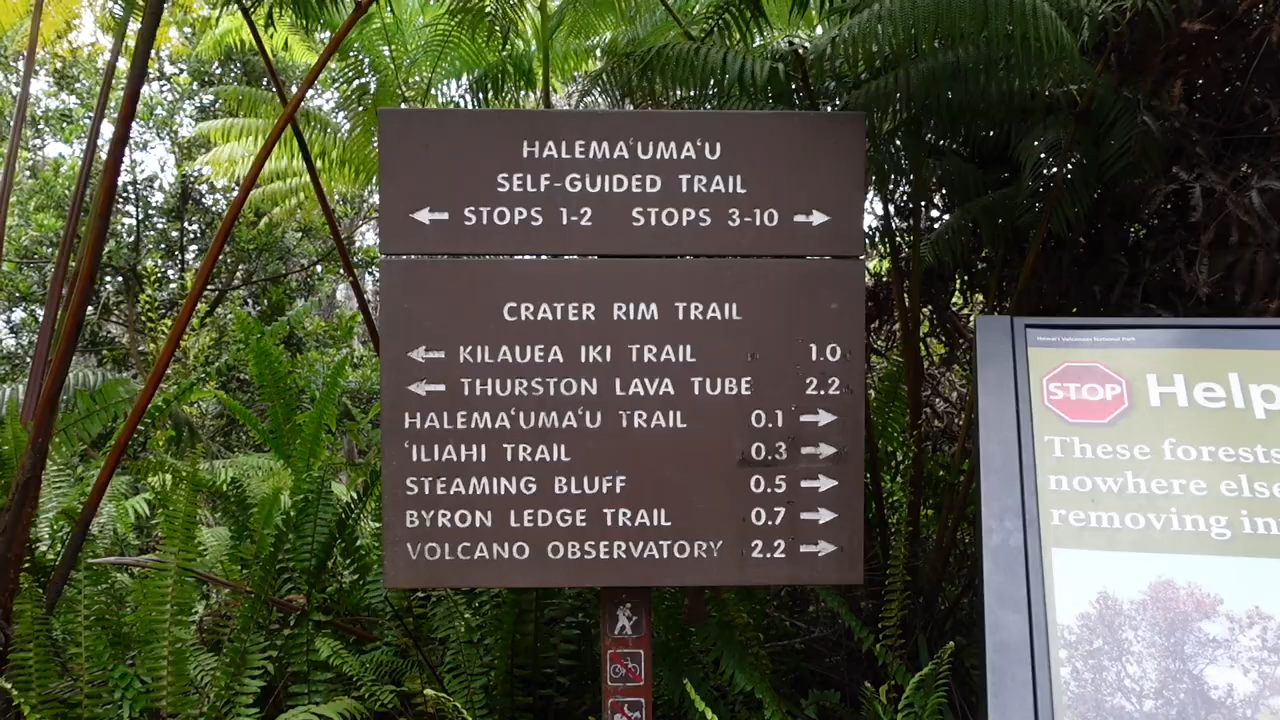 HALEMAʻUMAʻU
SELF-GUIDED TRAIL
STOPS 1-2 STOPS 3-10
CRATER RIM TRAIL
KILAUEA IKI TRAIL 1.0
THURSTON LAVA TUBE 2.2
HALEMAʻUMAʻU TRAIL 0.1
ʻILIAHI TRAIL 0.3
STEAMING BLUFF 0.5
BYRON LEDGE TRAIL 0.7
VOLCANO OBSERVATORY 2.2
Hawaiʻi Volcanoes National Park
STOP Help
These forests
nowhere else
removing